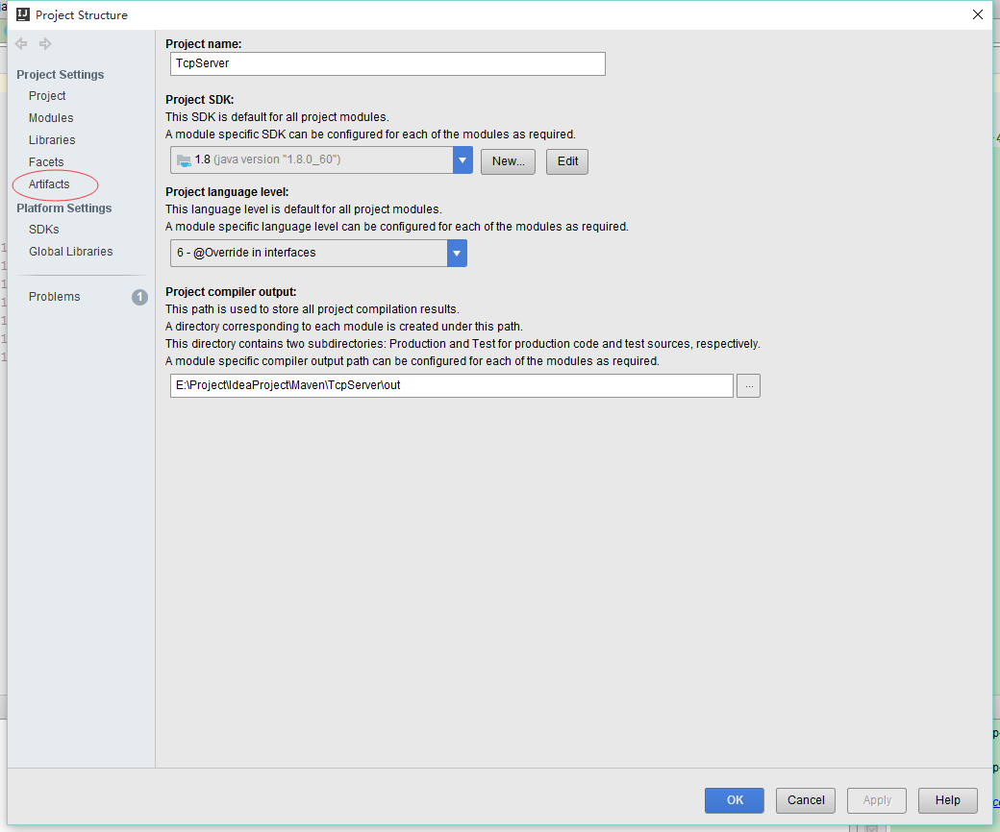 Project Structure
Project Settings
Project
Modules
Libraries
Facets
Artifacts
Platform Settings
SDKs
Global Libraries
Problems 1
Project name:
TcpServer
Project SDK:
This SDK is default for all project modules.
A module specific SDK can be configured for each of the modules as required.
1.8 (java version "1.8.0_60") New... Edit
Project language level:
This language level is default for all project modules.
A module specific language level can be configured for each of the modules as required.
6 - @Override in interfaces
Project compiler output:
This path is used to store all project compilation results.
A directory corresponding to each module is created under this path.
This directory contains two subdirectories: Production and Test for production code and test sources, respectively.
A module specific compiler output path can be configured for each of the modules as required.
E:\Project\IdeaProject\Maven\TcpServer\out ...
OK Cancel Apply Help